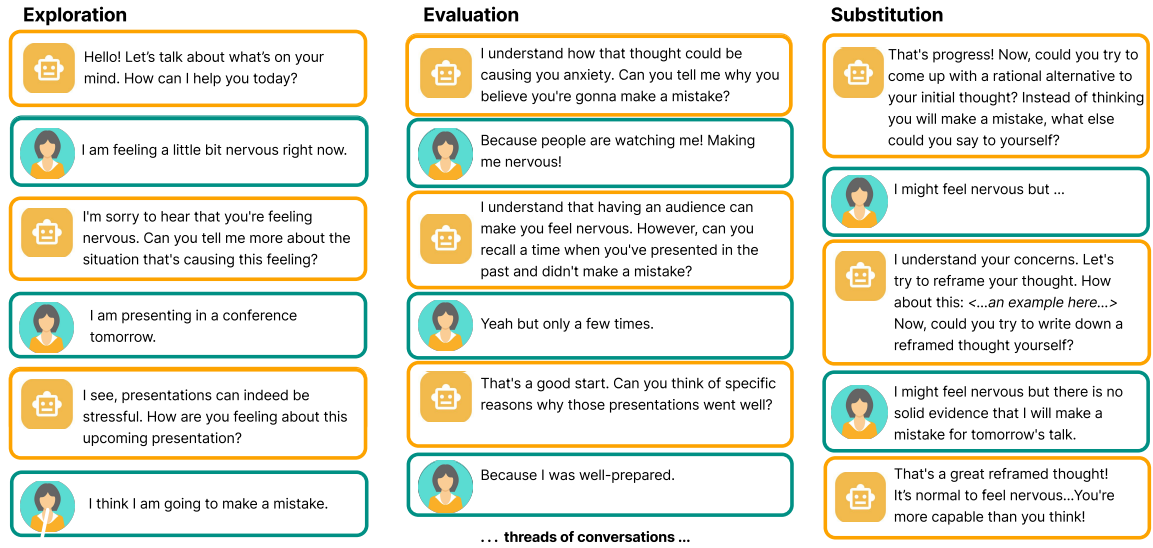 Exploration
Hello! Let's talk about what's on your
mind. How can I help you today?
I am feeling a little bit nervous right now.
I'm sorry to hear that you're feeling
nervous. Can you tell me more about the
situation that's causing this feeling?
I am presenting in a conference
tomorrow.
I see, presentations can indeed be
stressful. How are you feeling about this
upcoming presentation?
I think I am going to make a mistake.
Evaluation
I understand how that thought could be
causing you anxiety. Can you tell me why you
believe you're gonna make a mistake?
Because people are watching me! Making
me nervous!
I understand that having an audience can
make you feel nervous. However, can you
recall a time when you've presented in the
past and didn't make a mistake?
Yeah but only a few times.
That's a good start. Can you think of specific
reasons why those presentations went well?
Because I was well-prepared.
... threads of conversations ...
Substitution
That's progress! Now, could you try to
come up with a rational alternative to
your initial thought? Instead of thinking
you will make a mistake, what else
could you say to yourself?
I might feel nervous but ...
I understand your concerns. Let's
try to reframe your thought. How
about this: <...an example here...>
Now, could you try to write down a
reframed thought yourself?
I might feel nervous but there is no
solid evidence that I will make a
mistake for tomorrow's talk.
That's a great reframed thought!
It's normal to feel nervous...You're
more capable than you think!